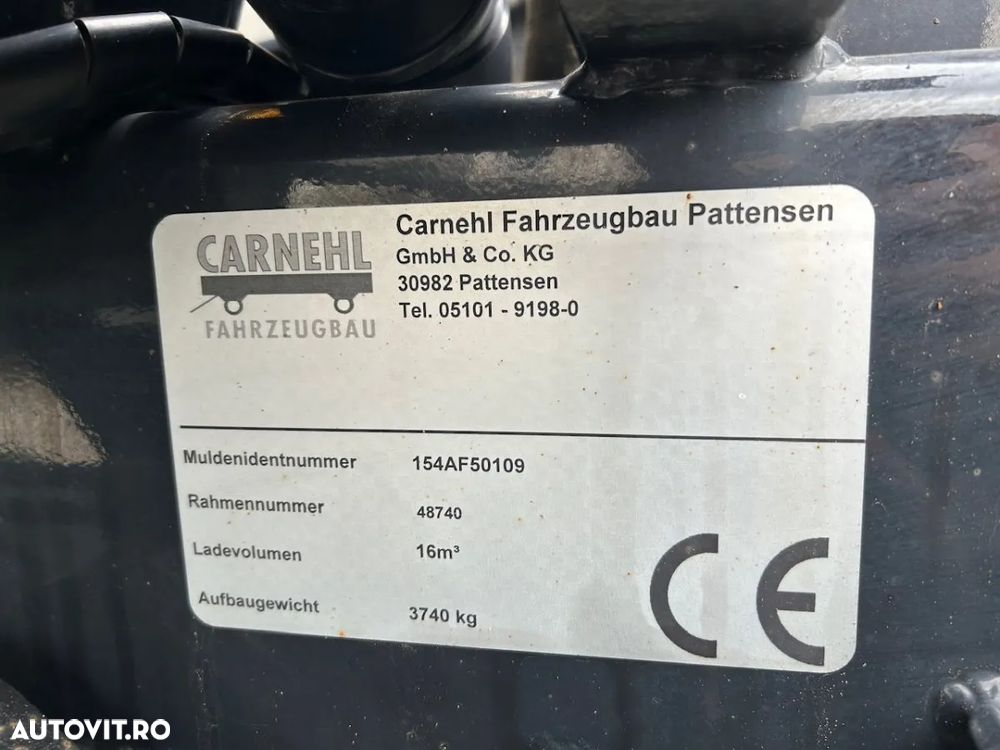 CARNEHL
FAHRZEUGBAU
Carnehl Fahrzeugbau Pattensen
GmbH & Co. KG
30982 Pattensen
Tel. 05101 - 9198-0
Muldenidentnummer 154AF50109
Rahmennummer 48740
Ladevolumen 16m³
Aufbaugewicht 3740 kg
CE
AUTOVIT.RO